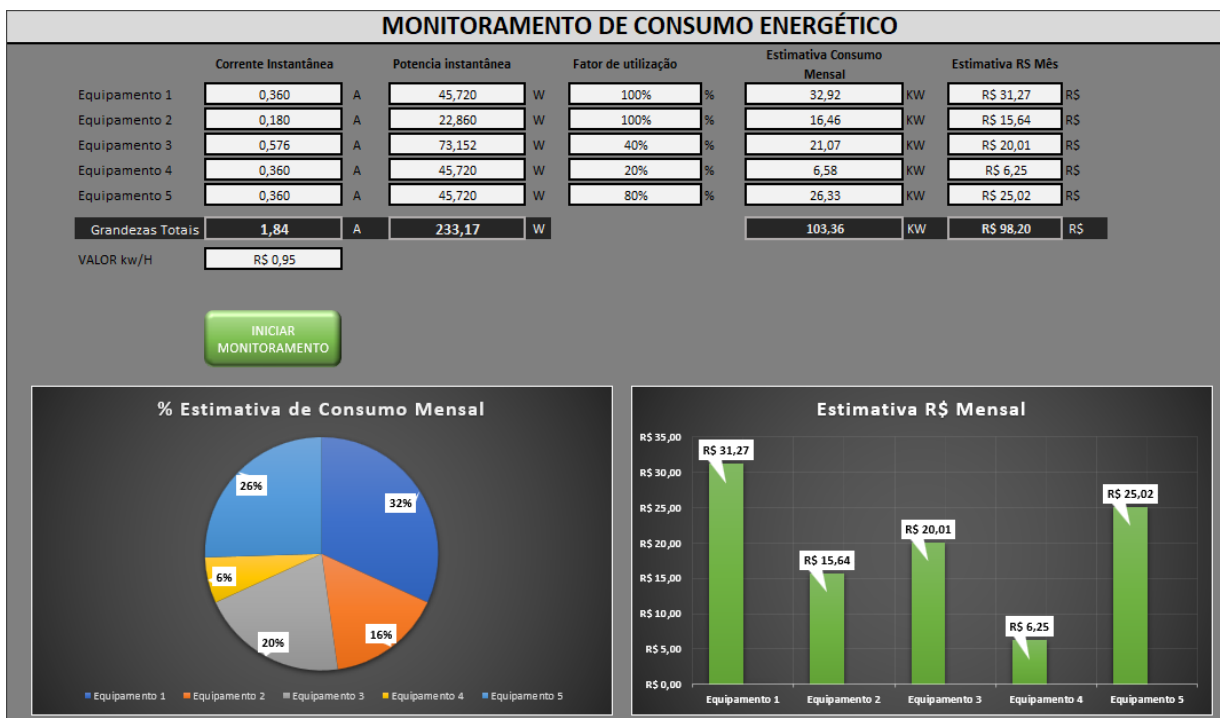 MONITORAMENTO DE CONSUMO ENERGÉTICO
Corrente Instantânea Potencia instantânea Fator de utilização Estimativa Consumo Mensal Estimativa RS Mês
Equipamento 1 0,360 A 45,720 W 100% % 32,92 KW R$ 31,27 R$
Equipamento 2 0,180 A 22,860 W 100% % 16,46 KW R$ 15,64 R$
Equipamento 3 0,576 A 73,152 W 40% % 21,07 KW R$ 20,01 R$
Equipamento 4 0,360 A 45,720 W 20% % 6,58 KW R$ 6,25 R$
Equipamento 5 0,360 A 45,720 W 80% % 26,33 KW R$ 25,02 R$
Grandezas Totais 1,84 A 233,17 W 103,36 KW R$ 98,20 R$
VALOR kw/H R$ 0,95
INICIAR
MONITORAMENTO
% Estimativa de Consumo Mensal
26%
32%
6%
20%
16%
Equipamento 1 Equipamento 2 Equipamento 3 Equipamento 4 Equipamento 5
Estimativa R$ Mensal
R$ 35,00
R$ 30,00
R$ 25,00
R$ 20,00
R$ 15,00
R$ 10,00
R$ 5,00
R$ 0,00
R$ 31,27
R$ 15,64
R$ 20,01
R$ 6,25
R$ 25,02
Equipamento 1 Equipamento 2 Equipamento 3 Equipamento 4 Equipamento 5